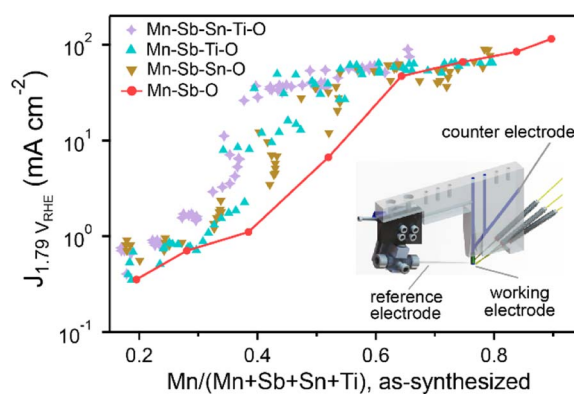 Mn-Sb-Sn-Ti-O
Mn-Sb-Ti-O
Mn-Sb-Sn-O
Mn-Sb-O
10²
10¹
10⁰
10⁻¹
J1.79 VRHE (mA cm⁻²)
counter electrode
reference
electrode
working
electrode
0.2 0.4 0.6 0.8
Mn/(Mn+Sb+Sn+Ti), as-synthesized